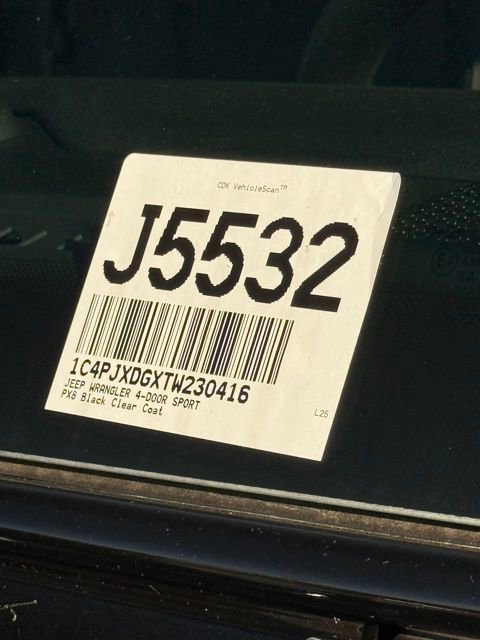 CDK VehicleScan™
J5532
1C4PJXDGXTW230416
JEEP WRANGLER 4-DOOR SPORT
PX8 Black Clear Coat
L25